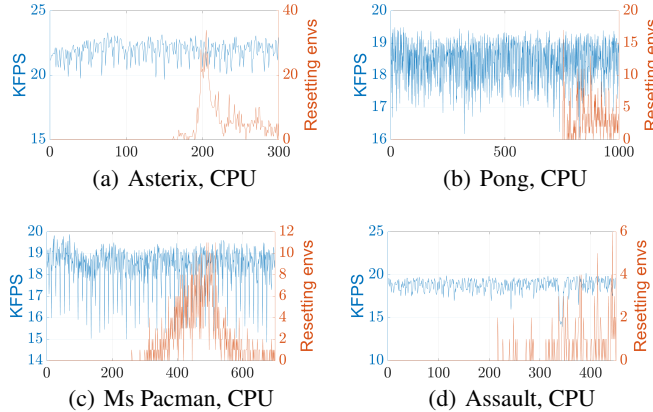 25 40
KFPS 20 30 20 10 Resetting envs
15 0
0 100 200 300
(a) Asterix, CPU
20 20
19 15
KFPS 18 10 Resetting envs
17 5
16 0
0 500 1000
(b) Pong, CPU
20 12
19 10
18 8
KFPS 17 6 Resetting envs
16 4
15 2
14 0
0 200 400 600
(c) Ms Pacman, CPU
25 6
20 4
KFPS Resetting envs
15 2
10 0
0 100 200 300 400
(d) Assault, CPU